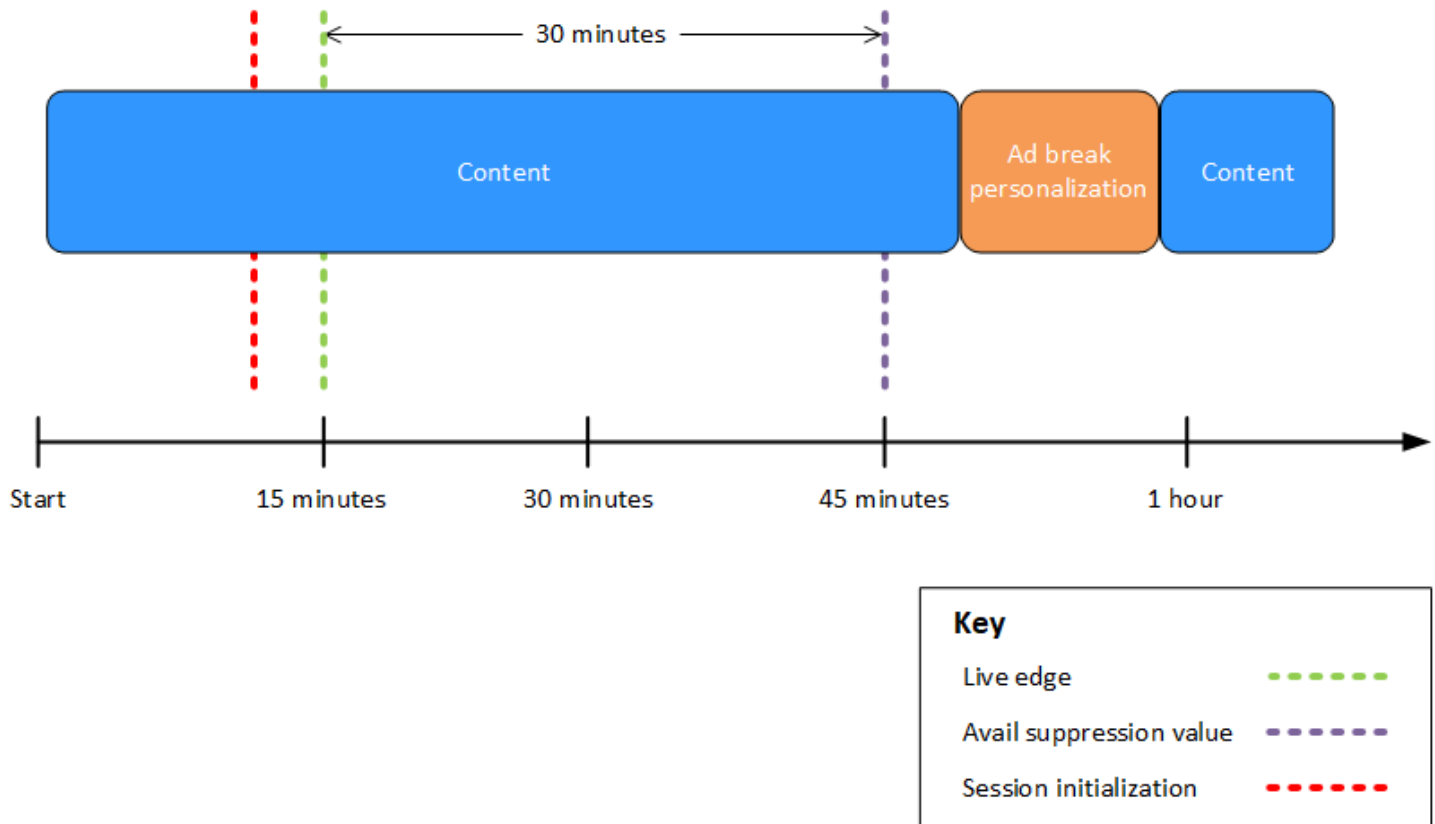 30 minutes
Content
Ad break
personalization
Content
Start
15 minutes
30 minutes
45 minutes
1 hour
Key
Live edge
Avail suppression value
Session initialization